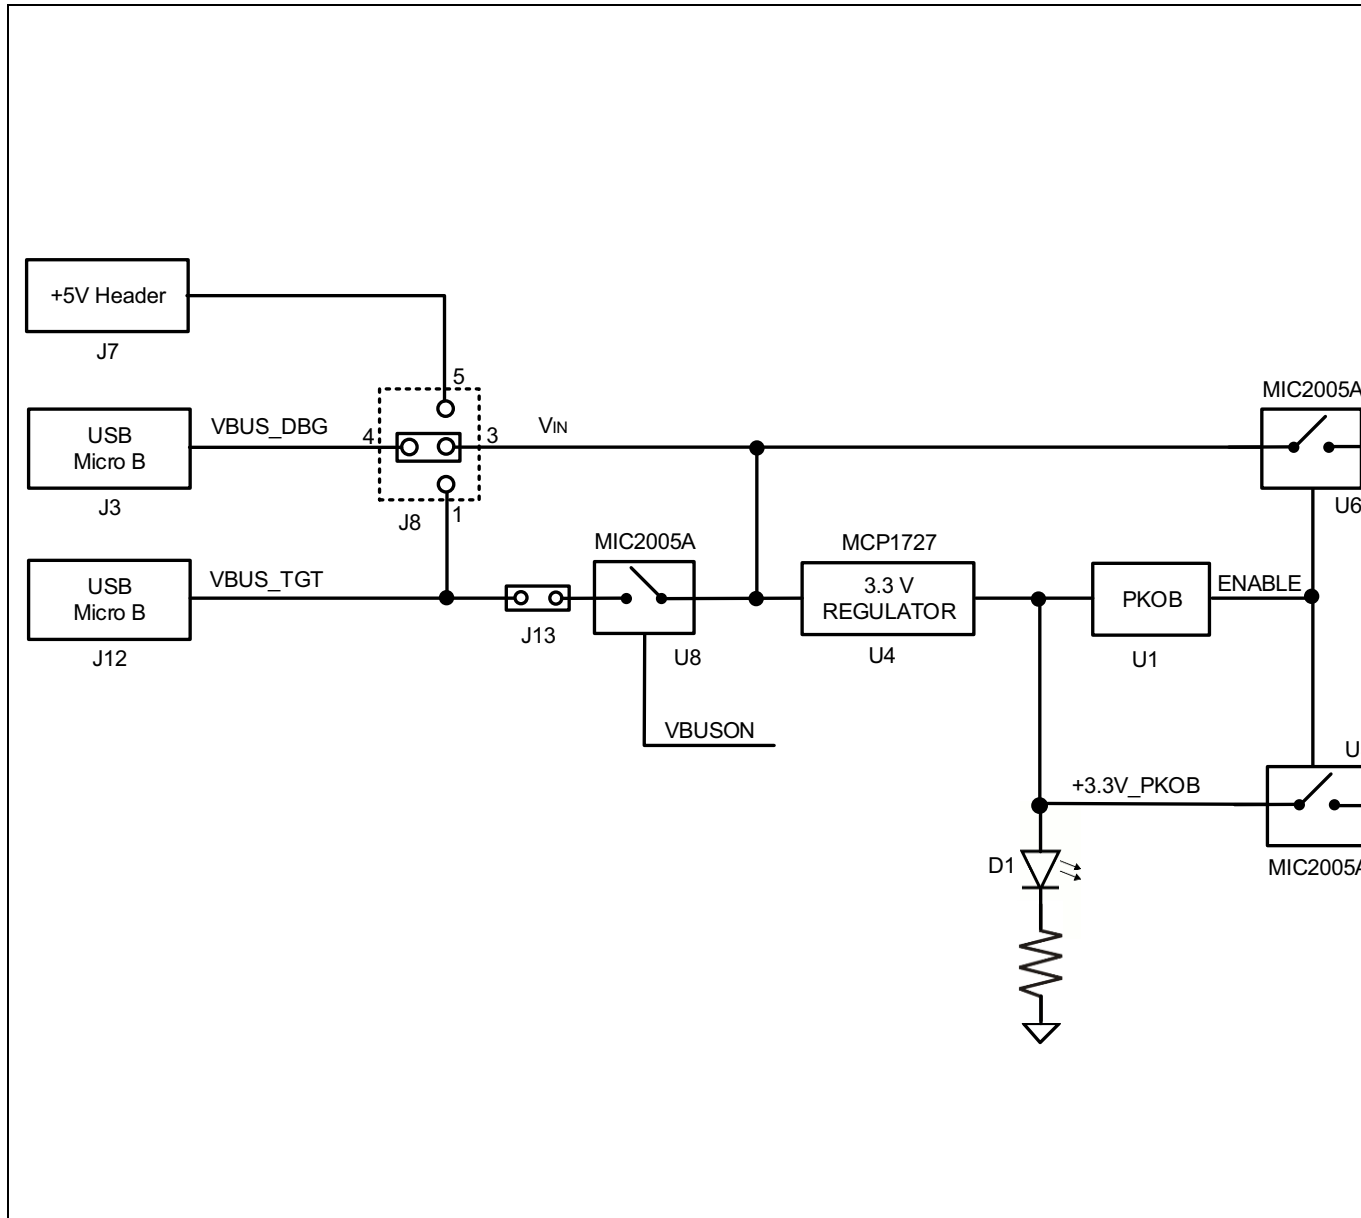 +5V Header
J7
5
MIC2005A
USB
Micro B
VBUS_DBG
4
3
VIN
J3
J8
1
U6
MIC2005A
MCP1727
USB
Micro B
VBUS_TGT
3.3 V
REGULATOR
PKOB
ENABLE
J13
J12
U8
U4
U1
VBUSON
U
+3.3V_PKOB
D1
MIC2005A